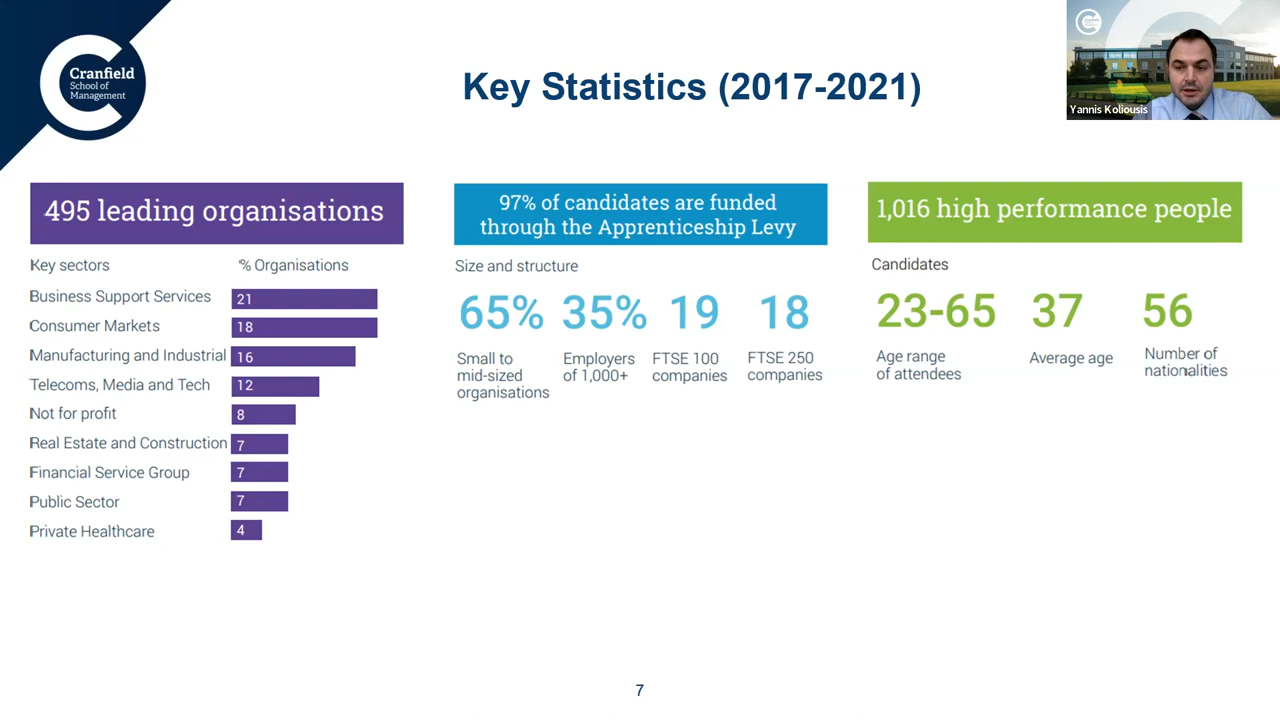 Cranfield
School of
Management
Key Statistics (2017-2021)
Yannis Koliousis
495 leading organisations
Key sectors
% Organisations
Business Support Services 21
Consumer Markets 18
Manufacturing and Industrial 16
Telecoms, Media and Tech 12
Not for profit 8
Real Estate and Construction 7
Financial Service Group 7
Public Sector 7
Private Healthcare 4
97% of candidates are funded
through the Apprenticeship Levy
Size and structure
65%
Small to
mid-sized
organisations
35%
Employers
of 1,000+
19
FTSE 100
companies
18
FTSE 250
companies
1,016 high performance people
Candidates
23-65
Age range
of attendees
37
Average age
56
Number of
nationalities
7